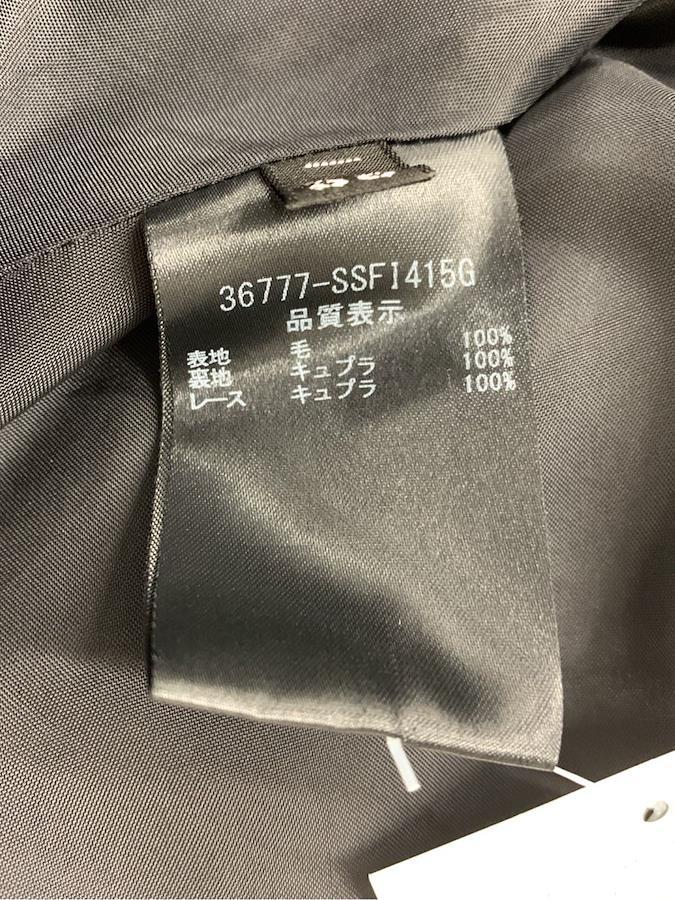 36777-SSFI415G
品質表示
表地 毛 100%
裏地 キュプラ 100%
レース キュプラ 100%